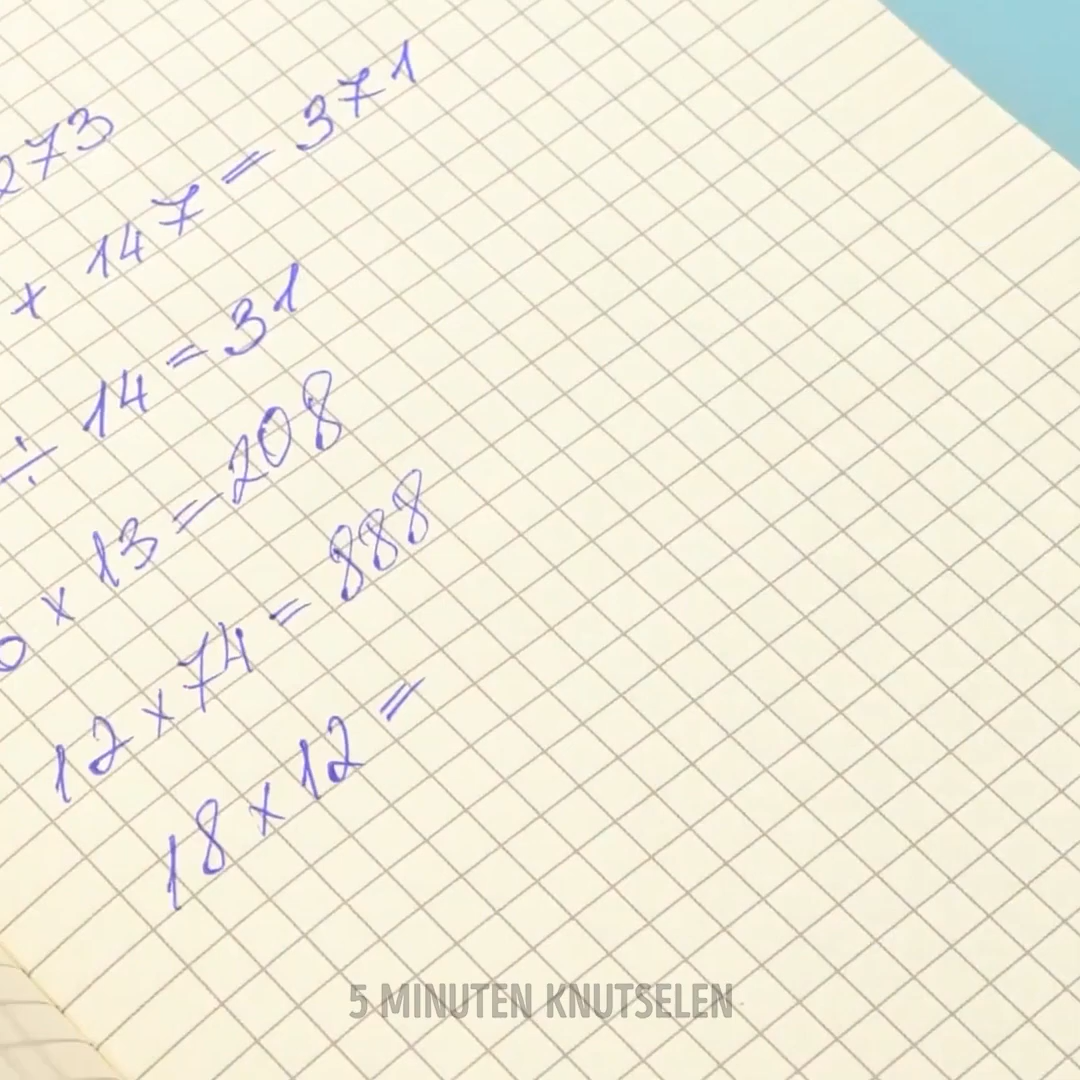 273
+ 147 = 371
÷ 14 = 31
× 13 = 208
12 × 74 = 888
18 × 12 =
5 MINUTEN KNUTSELEN